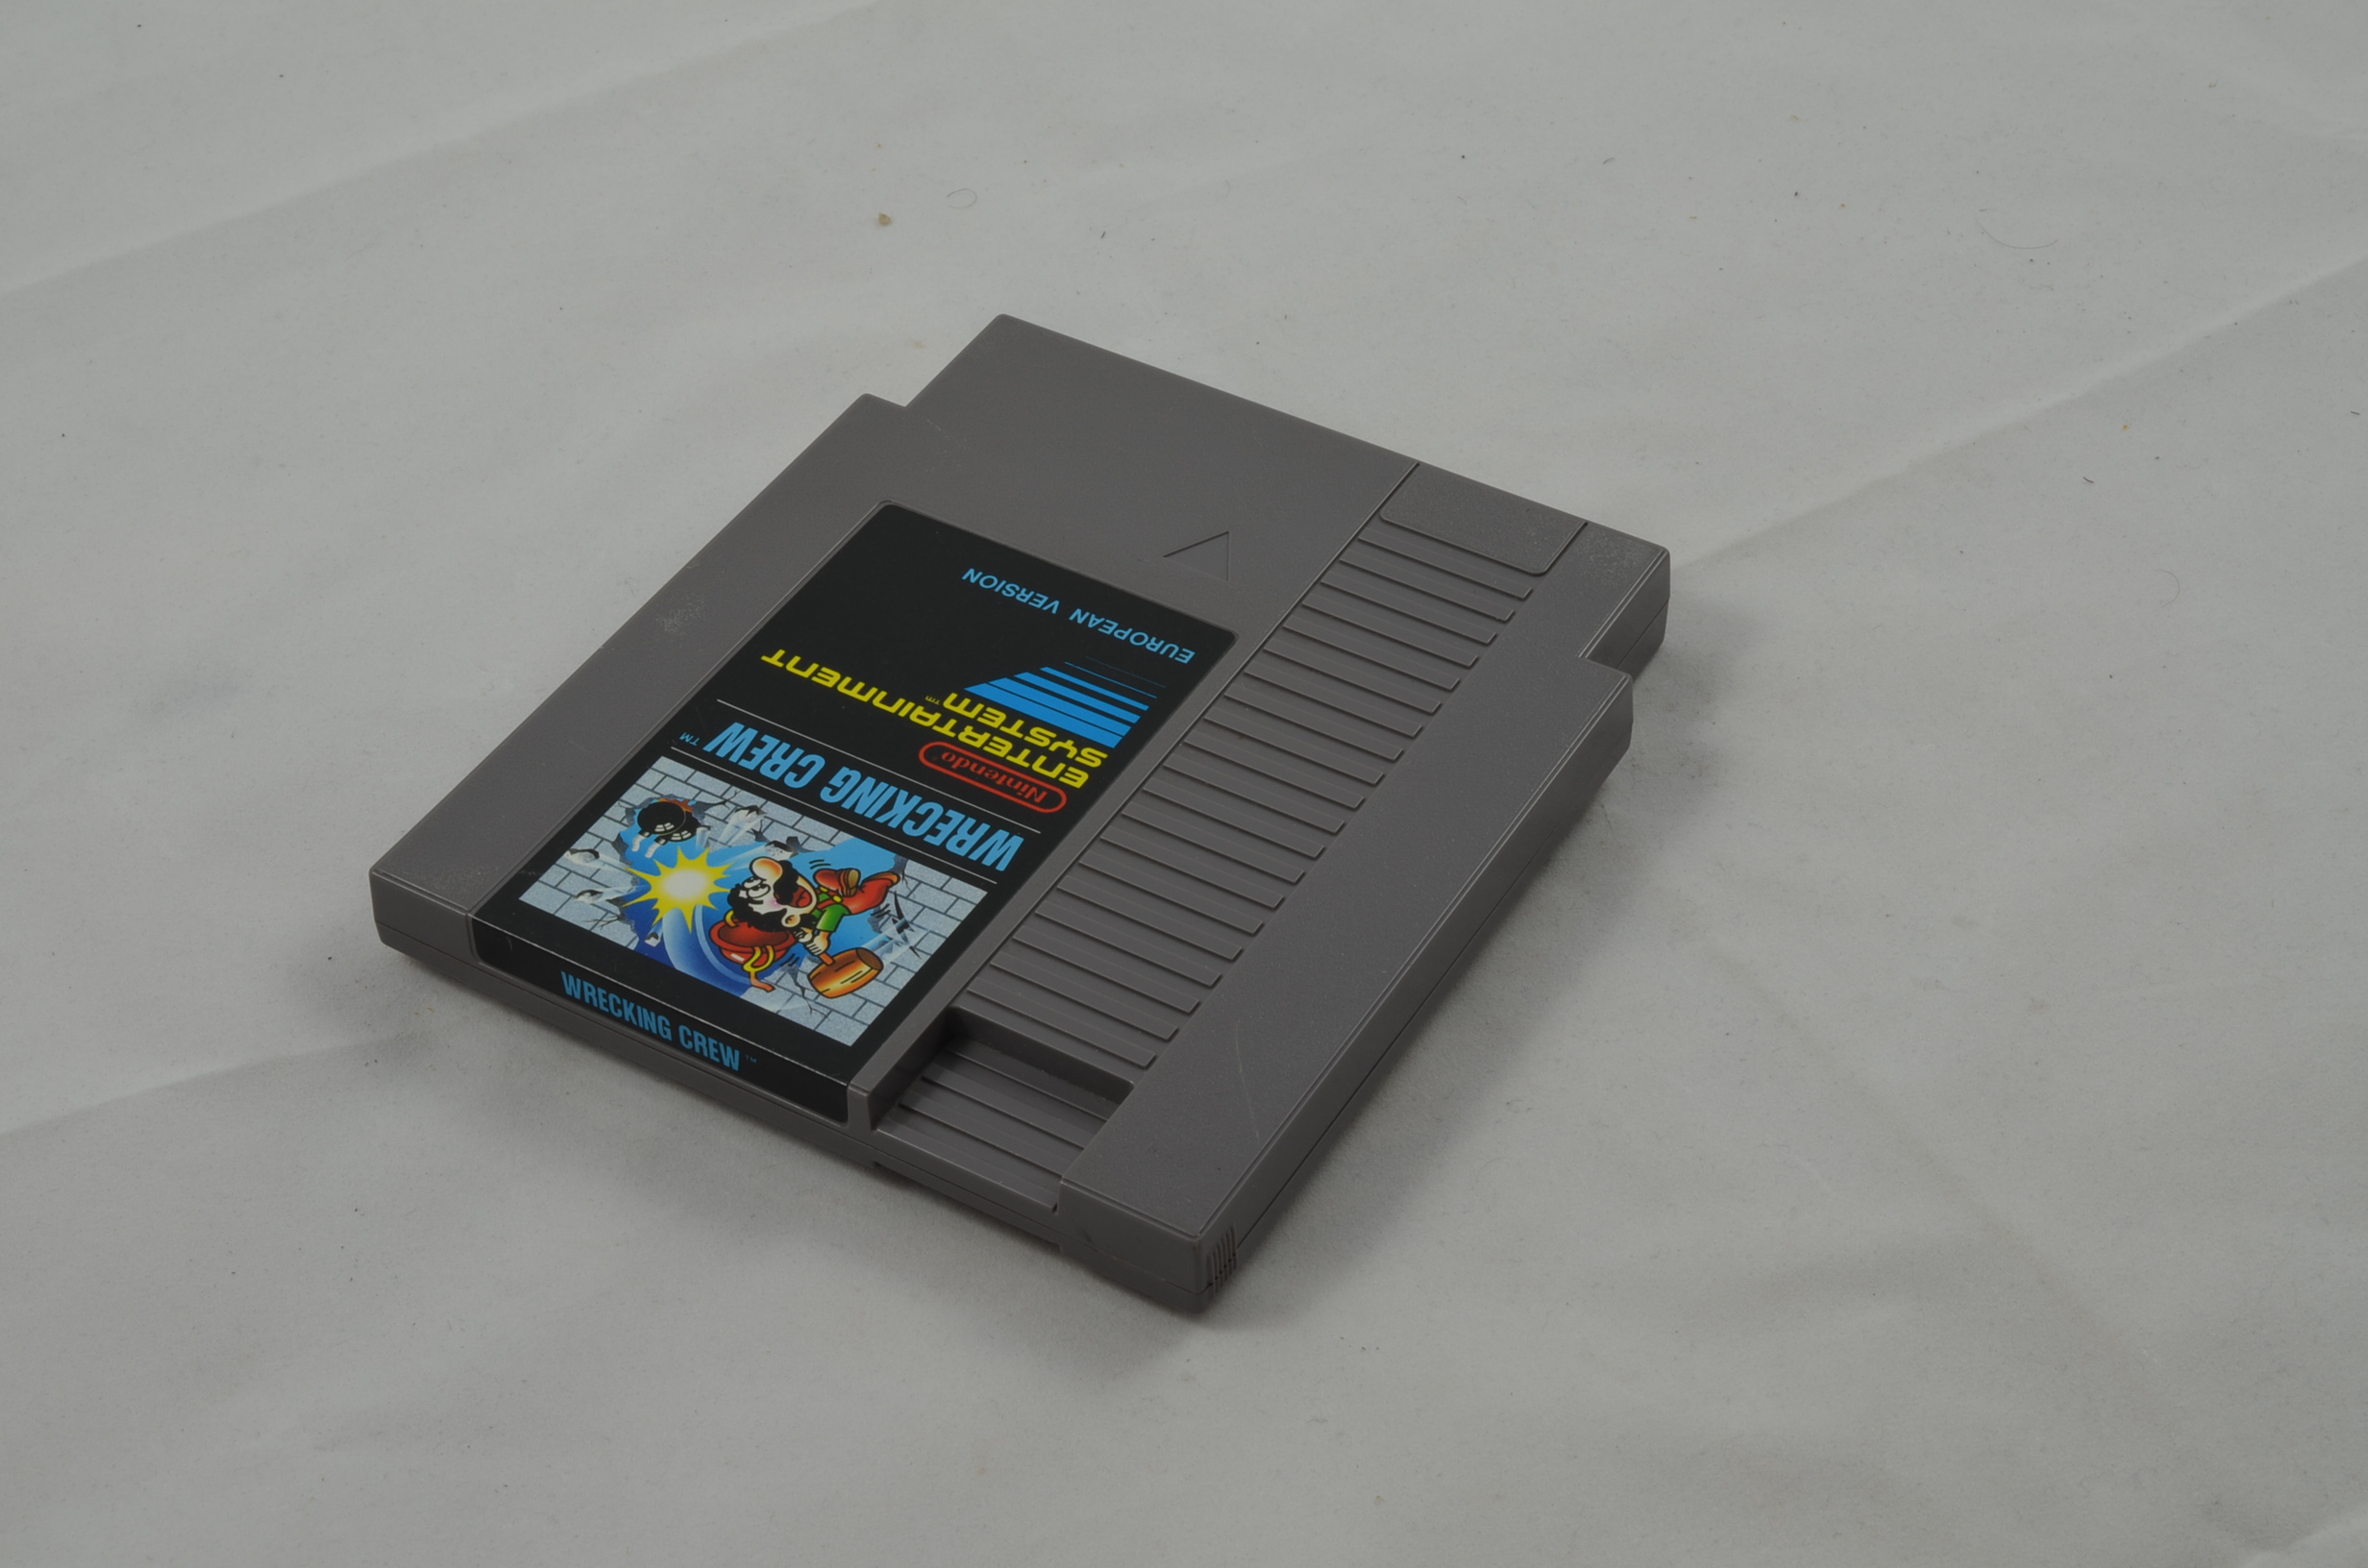 WRECKING CREW™
Nintendo®
ENTERTAINMENT
SYSTEM™
EUROPEAN VERSION
WRECKING CREW™